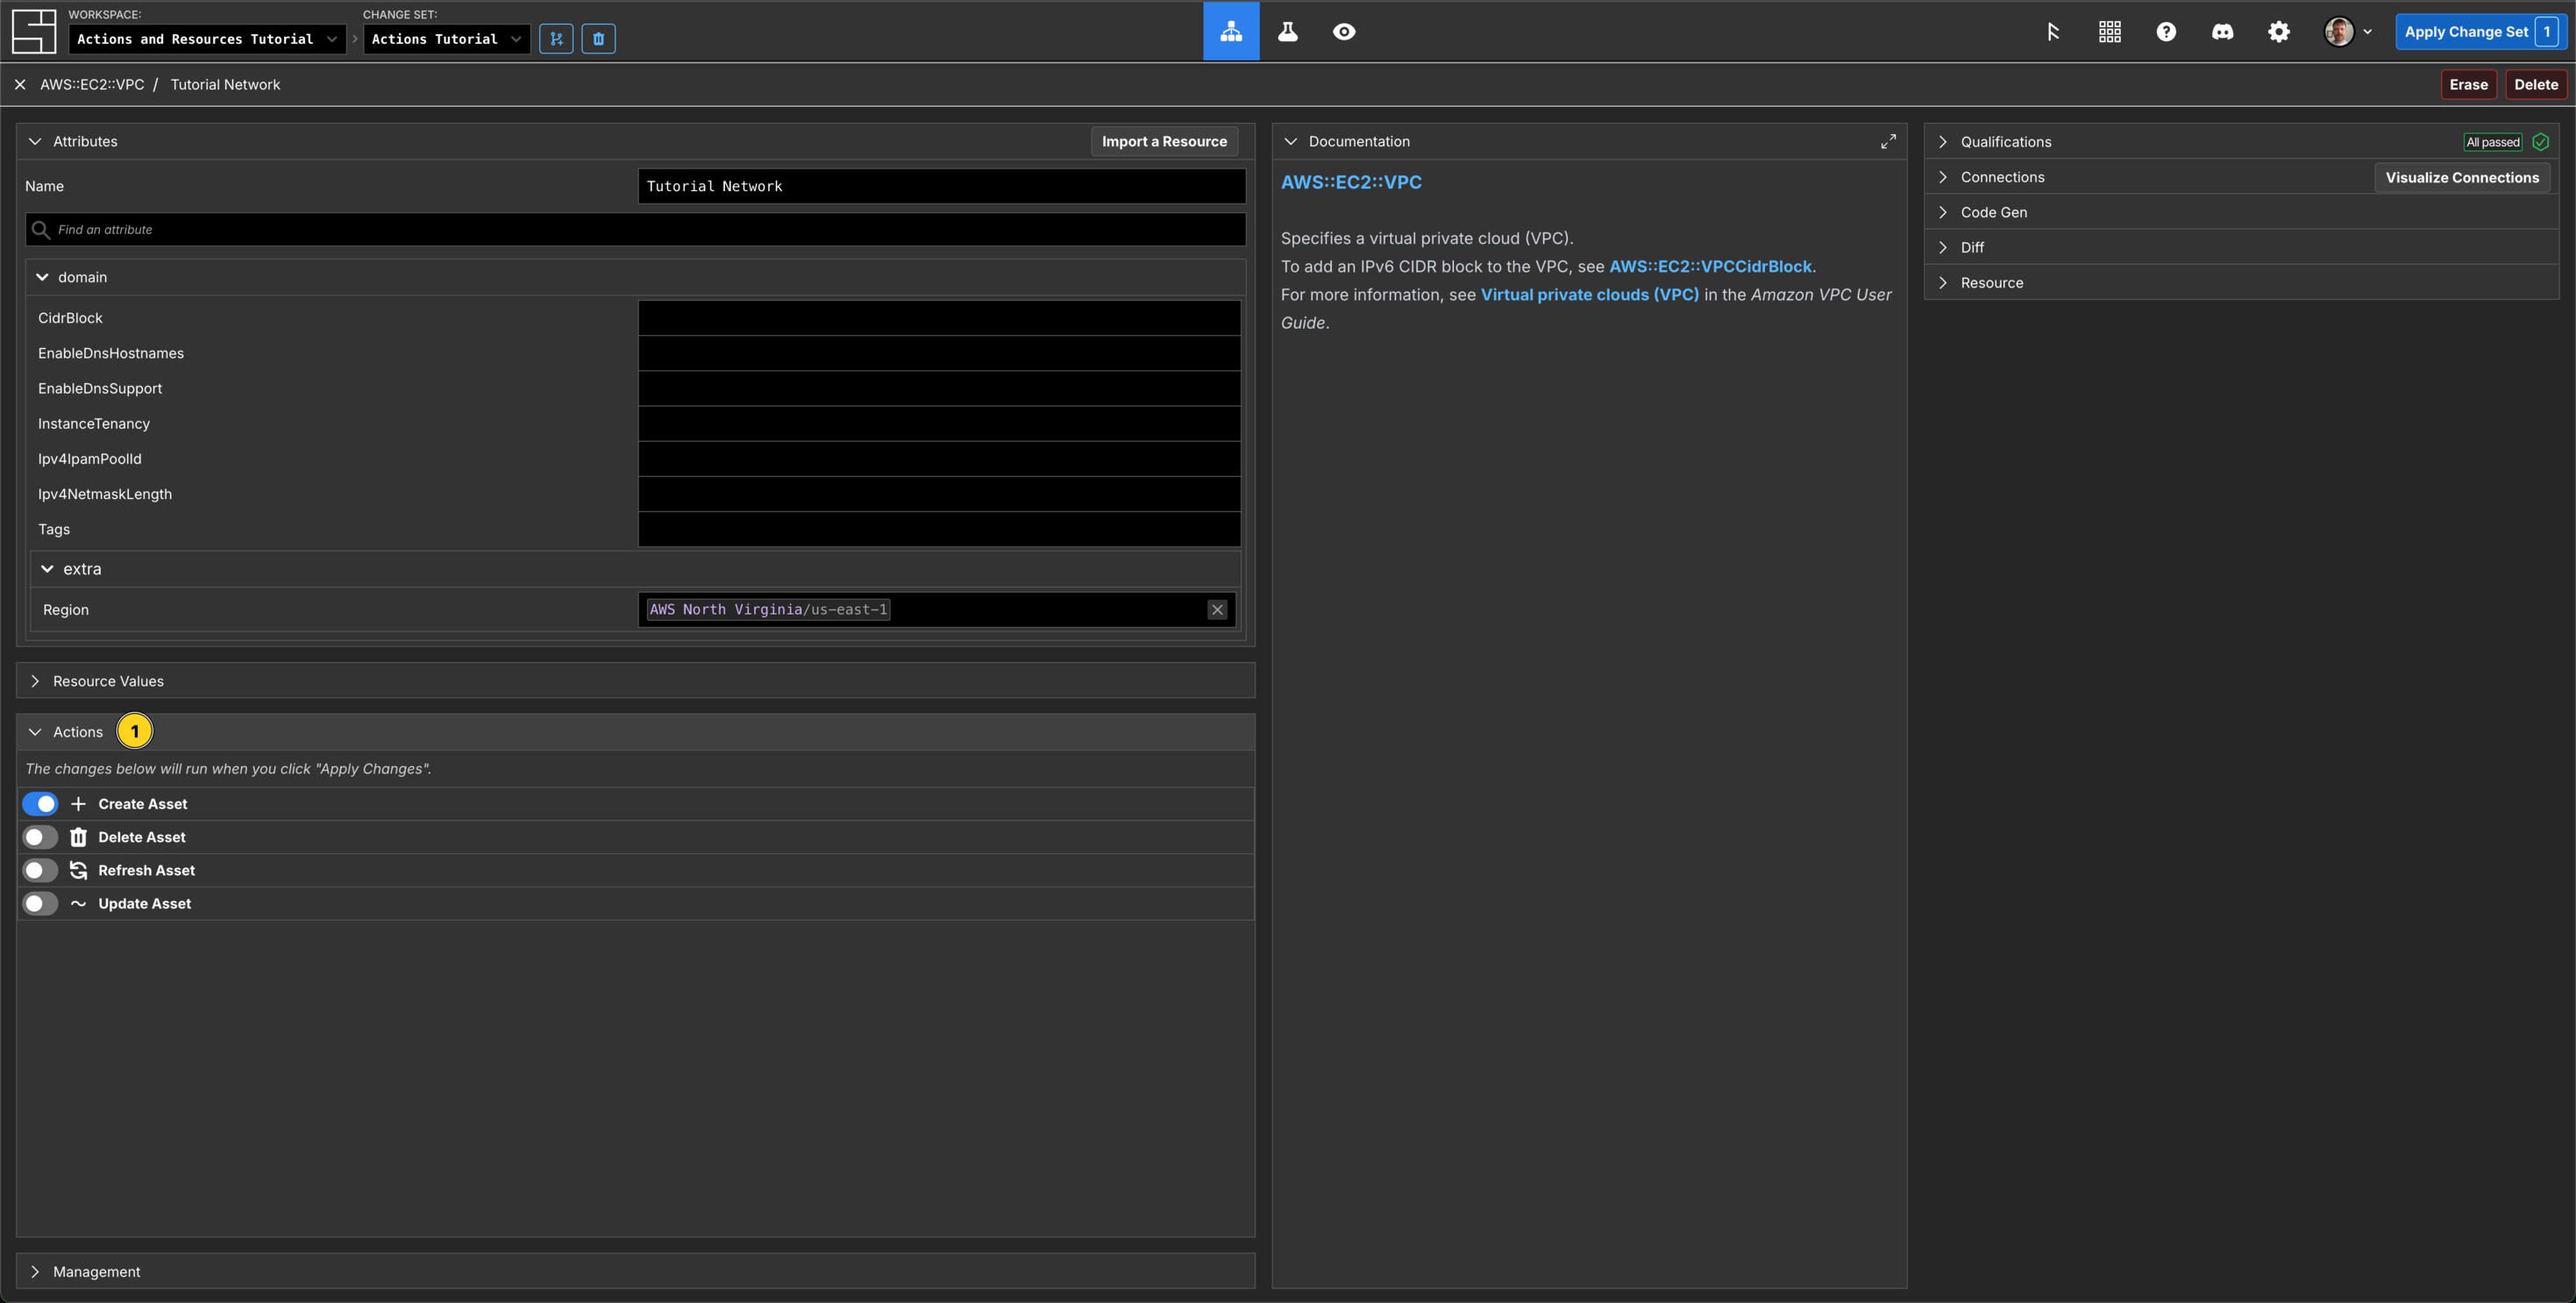 WORKSPACE:
Actions and Resources Tutorial
CHANGE SET:
Actions Tutorial
Apply Change Set 1
AWS::EC2::VPC / Tutorial Network
Erase
Delete
Attributes
Import a Resource
Name
Tutorial Network
Find an attribute
domain
CidrBlock
EnableDnsHostnames
EnableDnsSupport
InstanceTenancy
Ipv4IpamPoolId
Ipv4NetmaskLength
Tags
extra
Region
AWS North Virginia/us-east-1
Resource Values
Actions
1
The changes below will run when you click "Apply Changes".
Create Asset
Delete Asset
Refresh Asset
Update Asset
Management
Documentation
AWS::EC2::VPC
Specifies a virtual private cloud (VPC).
To add an IPv6 CIDR block to the VPC, see AWS::EC2::VPCCidrBlock.
For more information, see Virtual private clouds (VPC) in the Amazon VPC User
Guide.
Qualifications
All passed
Connections
Visualize Connections
Code Gen
Diff
Resource